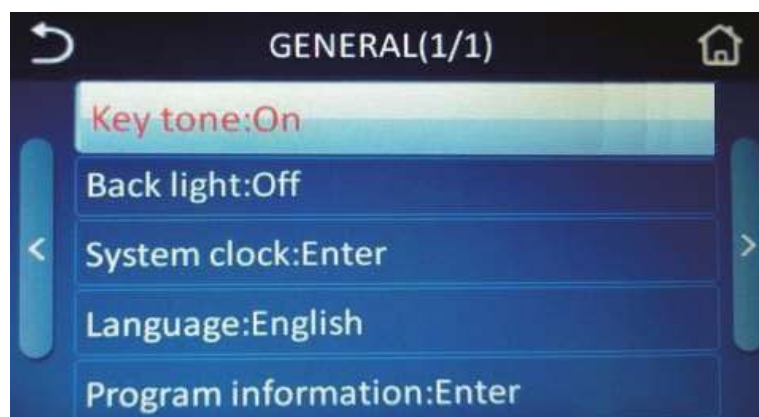 GENERAL(1/1)
Key tone:On
Back light:Off
< System clock:Enter >
Language:English
Program information:Enter